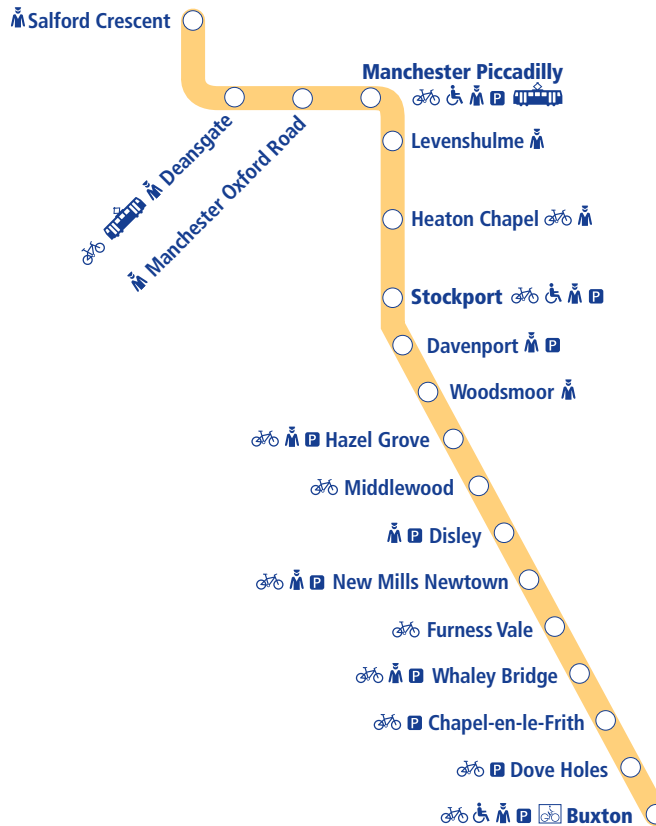 Salford Crescent
Manchester Piccadilly
P
Deansgate
Manchester Oxford Road
Levenshulme
Heaton Chapel
Stockport P
Davenport P
Woodsmoor
P Hazel Grove
Middlewood
P Disley
P New Mills Newtown
Furness Vale
P Whaley Bridge
P Chapel-en-le-Frith
P Dove Holes
P Buxton